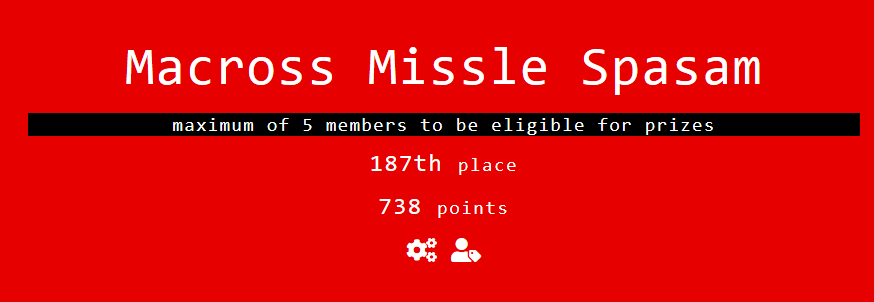 Macross Missle Spasam
maximum of 5 members to be eligible for prizes
187th place
738 points